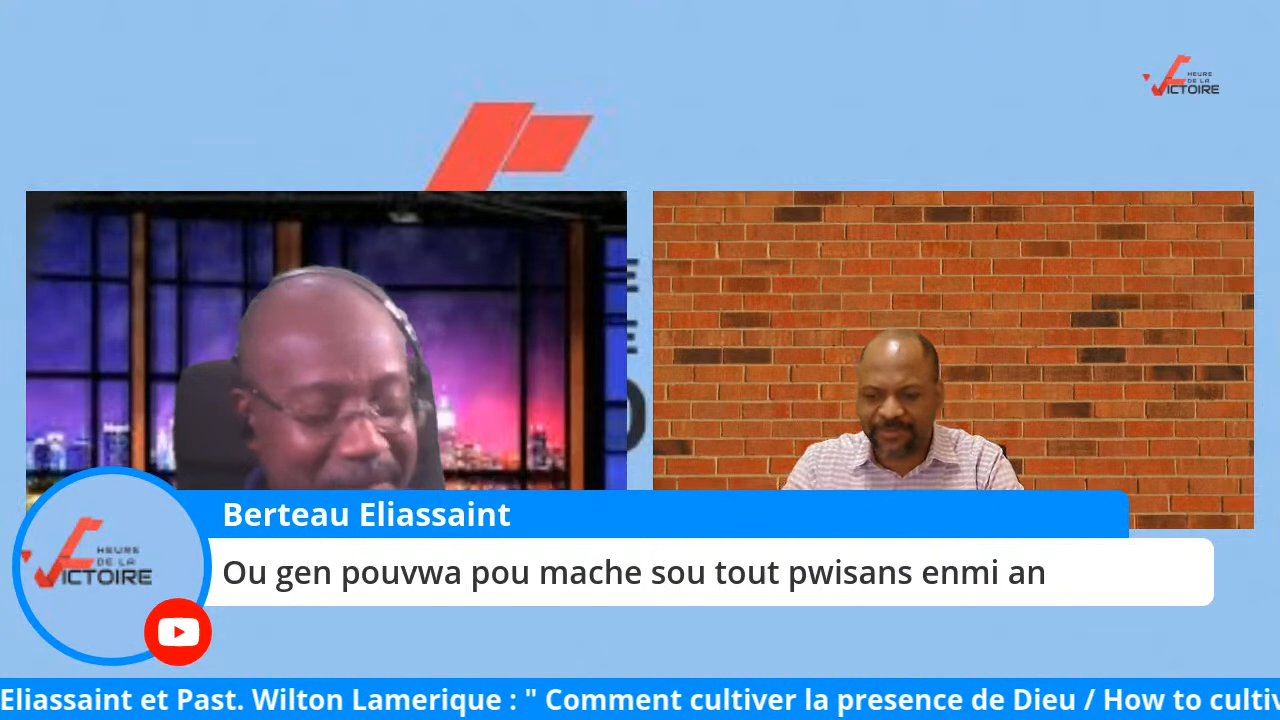 HEURE
DE LA
VICTOIRE
Berteau Eliassaint
HEURE
DE LA
VICTOIRE
Ou gen pouvwa pou mache sou tout pwisans enmi an
Eliassaint et Past. Wilton Lamerique : " Comment cultiver la presence de Dieu / How to cultiv